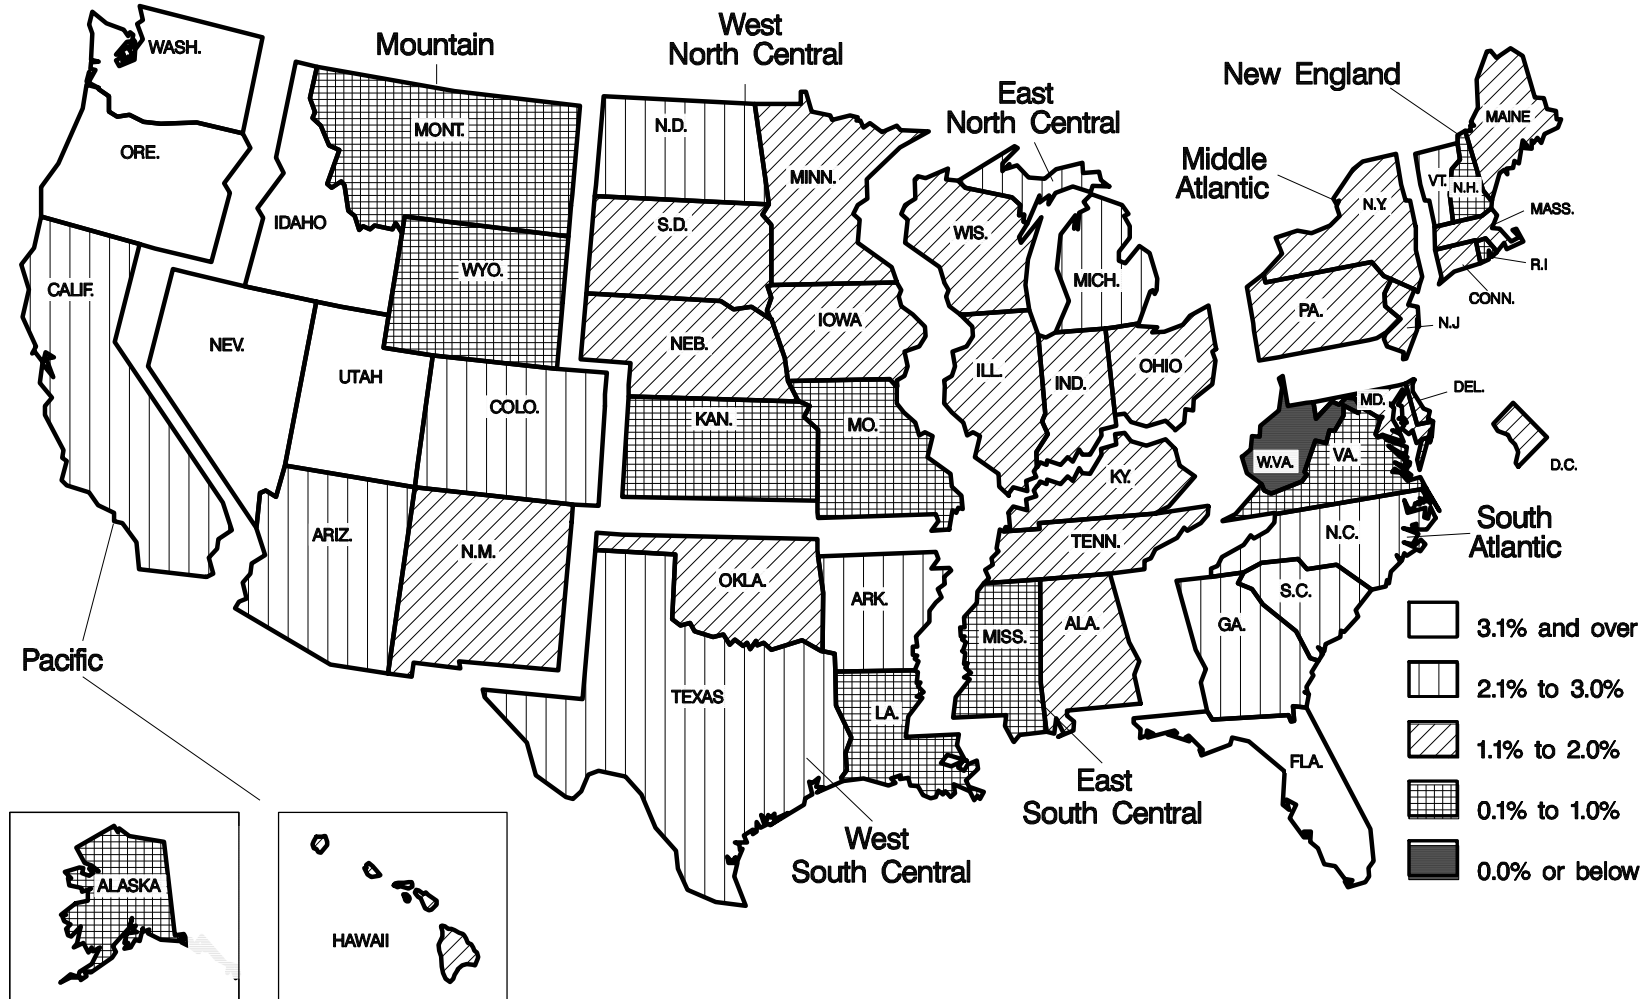 WASH.
Mountain
West
North Central
East
North Central
New England
MAINE
ORE.
MONT.
N.D.
MINN.
Middle
Atlantic
VT.
N.H.
IDAHO
S.D.
WIS.
N.Y.
MASS.
CALIF.
WYO.
MICH.
R.I
CONN.
NEV.
UTAH
NEB.
IOWA
ILL.
IND.
OHIO
PA.
N.J
COLO.
KAN.
MO.
MD.
DEL.
W.VA.
VA.
D.C.
KY.
ARIZ.
N.M.
TENN.
N.C.
South
Atlantic
OKLA.
ARK.
S.C.
MISS.
ALA.
GA.
3.1% and over
Pacific
TEXAS
LA.
2.1% to 3.0%
1.1% to 2.0%
FLA.
East
South Central
0.1% to 1.0%
West
South Central
0.0% or below
ALASKA
HAWAII